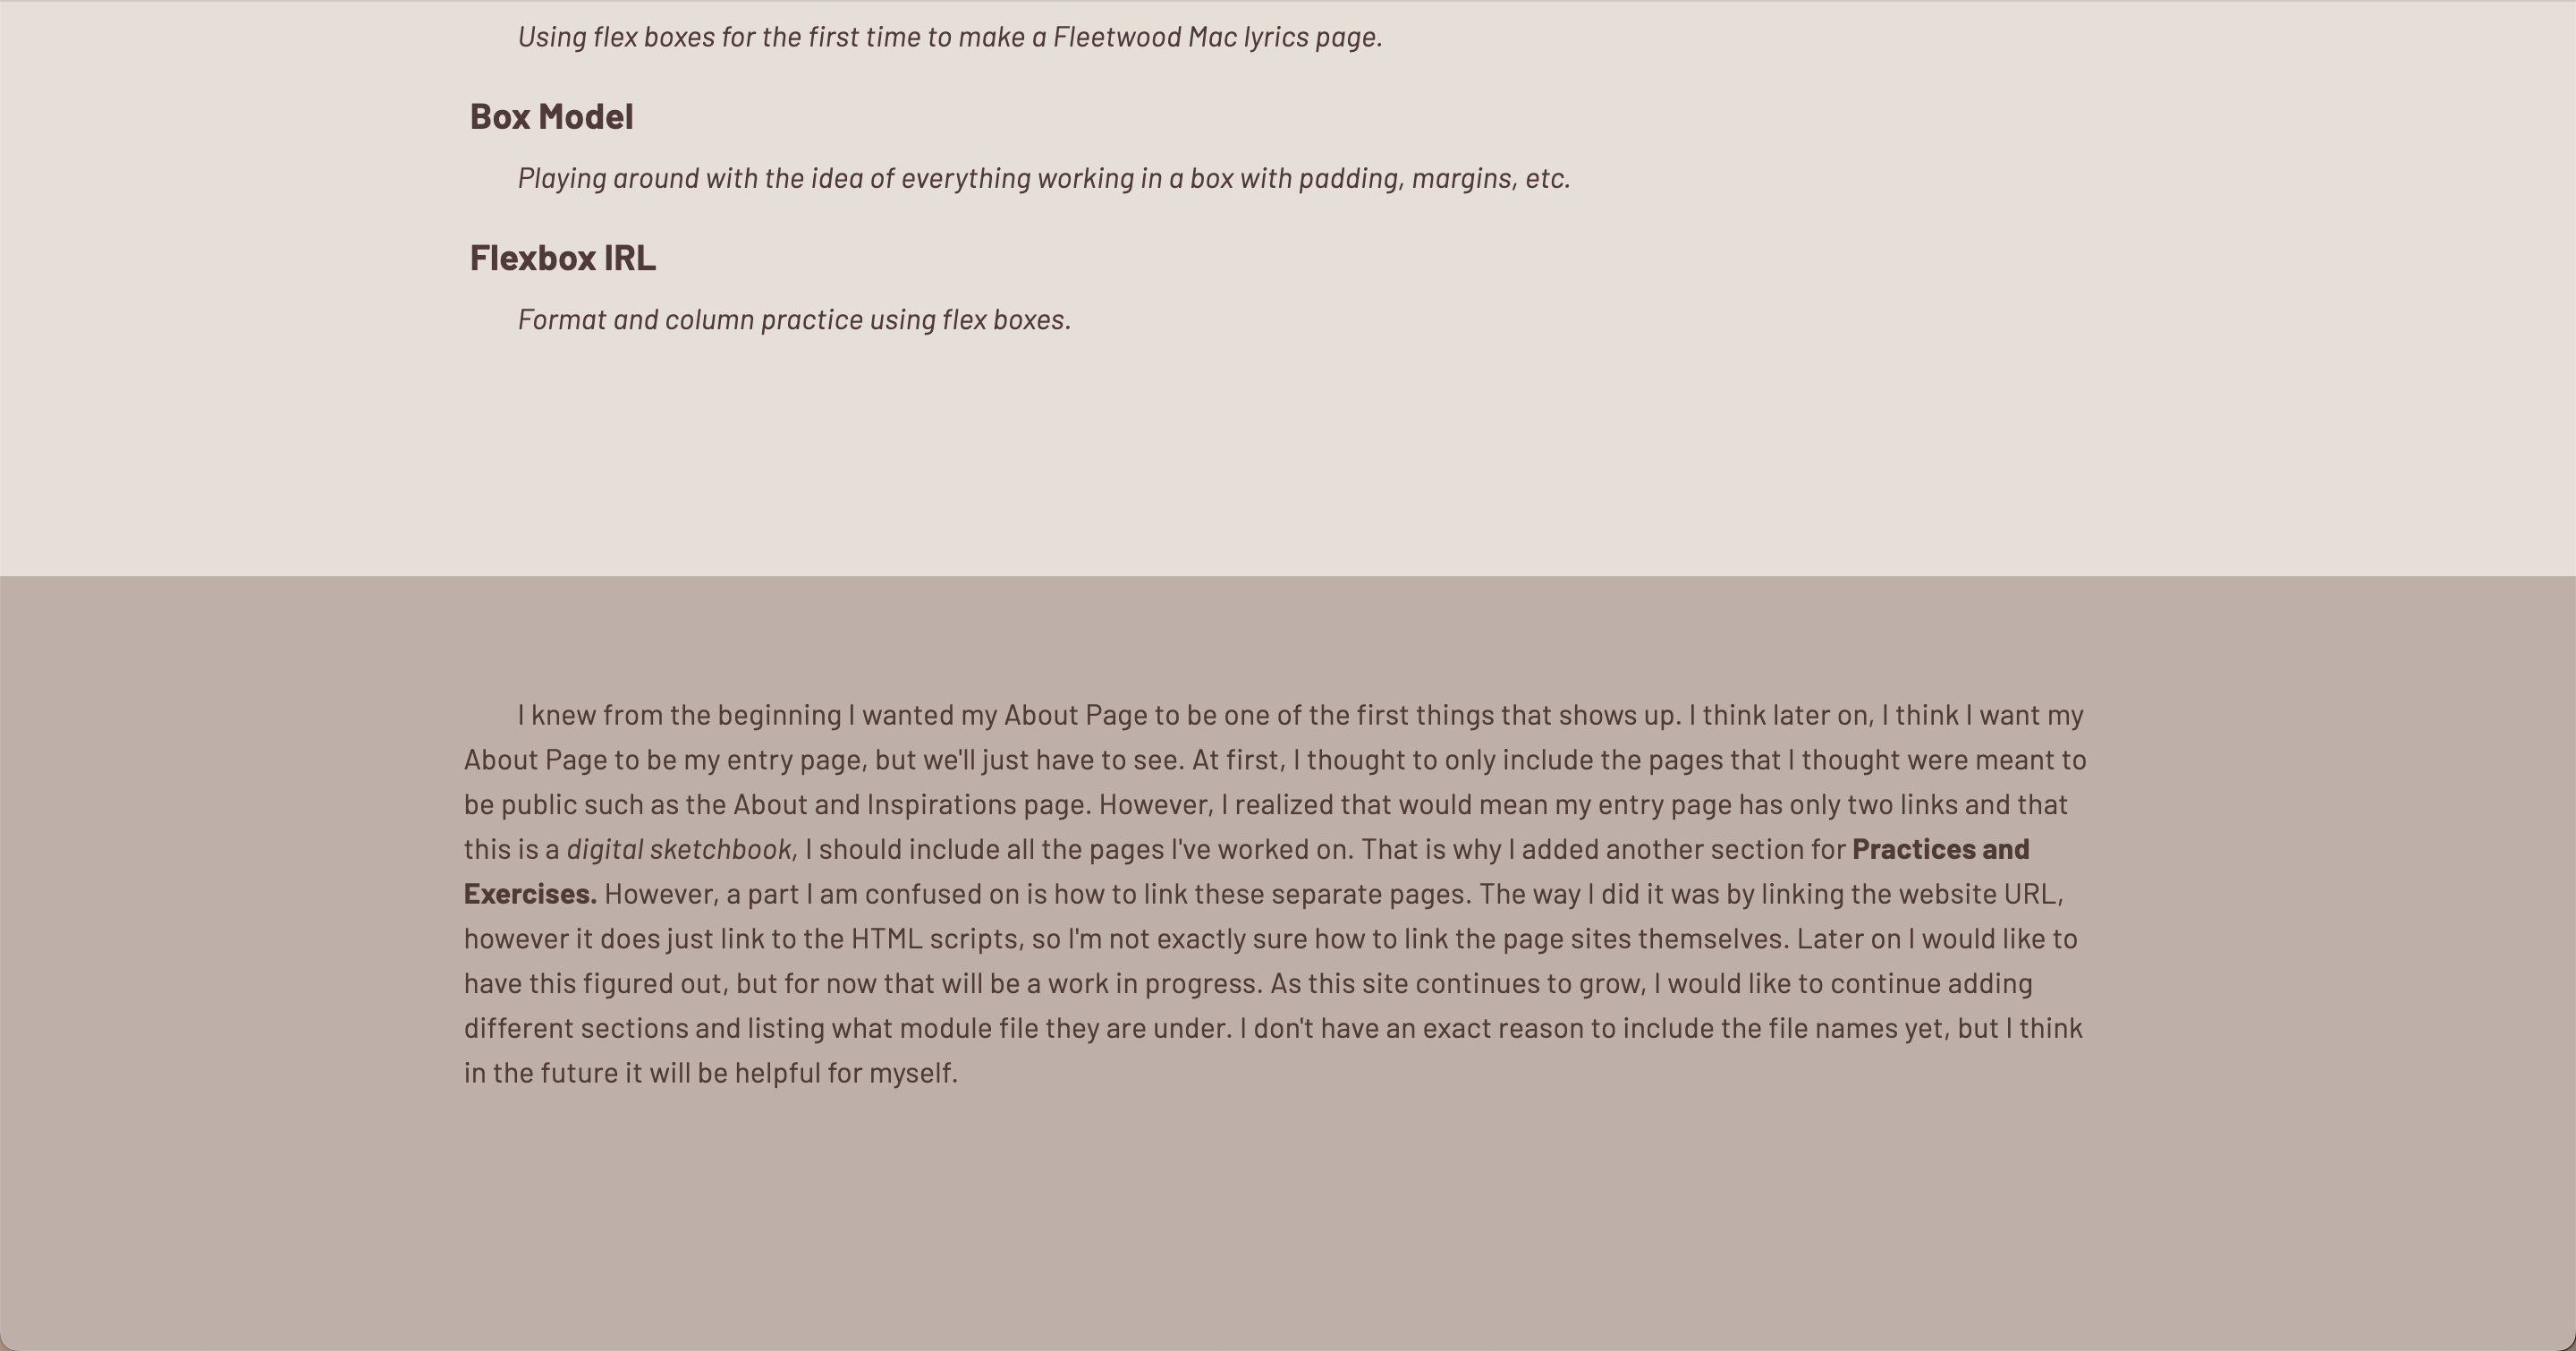 Using flex boxes for the first time to make a Fleetwood Mac lyrics page.
Box Model
Playing around with the idea of everything working in a box with padding, margins, etc.
Flexbox IRL
Format and column practice using flex boxes.
I knew from the beginning I wanted my About Page to be one of the first things that shows up. I think later on, I think I want my
About Page to be my entry page, but we'll just have to see. At first, I thought to only include the pages that I thought were meant to
be public such as the About and Inspirations page. However, I realized that would mean my entry page has only two links and that
this is a digital sketchbook, I should include all the pages I've worked on. That is why I added another section for Practices and
Exercises. However, a part I am confused on is how to link these separate pages. The way I did it was by linking the website URL,
however it does just link to the HTML scripts, so I'm not exactly sure how to link the page sites themselves. Later on I would like to
have this figured out, but for now that will be a work in progress. As this site continues to grow, I would like to continue adding
different sections and listing what module file they are under. I don't have an exact reason to include the file names yet, but I think
in the future it will be helpful for myself.